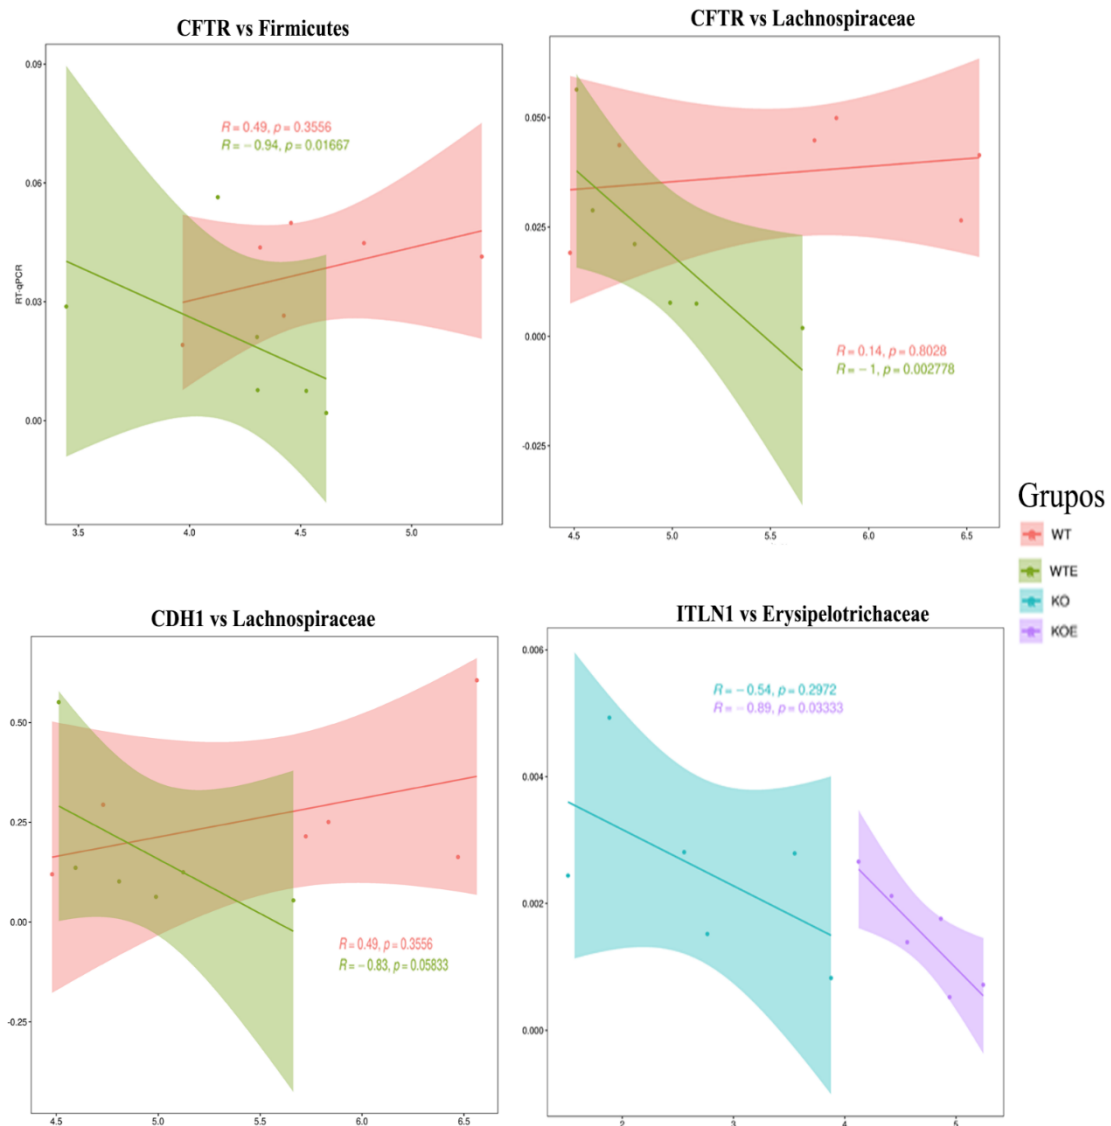 CFTR vs Firmicutes
R = 0.49, p = 0.3556
R = − 0.94, p = 0.01667
RT-qPCR
0.09
0.06
0.03
0.00
3.5 4.0 4.5 5.0
CFTR vs Lachnospiraceae
0.050
0.025
0.000
-0.025
R = 0.14, p = 0.8028
R = − 1, p = 0.002778
4.5 5.0 5.5 6.0 6.5
Grupos
WT
WTE
KO
KOE
CDH1 vs Lachnospiraceae
0.50
0.25
0.00
-0.25
R = 0.49, p = 0.3556
R = − 0.83, p = 0.05833
4.5 5.0 5.5 6.0 6.5
ITLN1 vs Erysipelotrichaceae
R = − 0.54, p = 0.2972
R = − 0.89, p = 0.03333
0.006
0.004
0.002
0.000
2 3 4 5